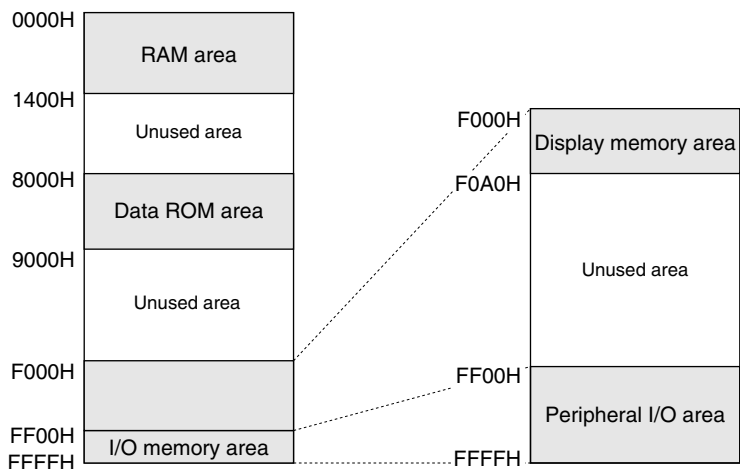 0000H
RAM area
1400H
Unused area
8000H
Data ROM area
9000H
Unused area
F000H
FF00H
I/O memory area
FFFFH
F000H
Display memory area
F0A0H
Unused area
FF00H
Peripheral I/O area
FFFFH